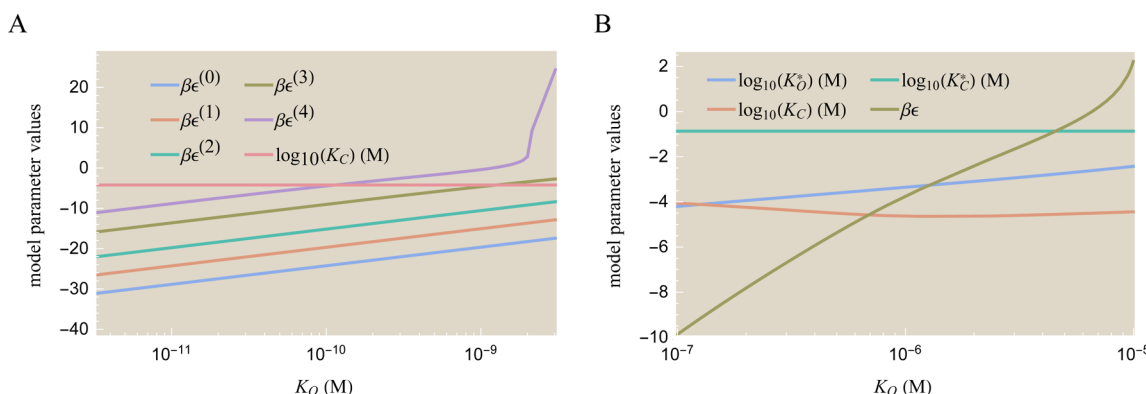 A
model parameter values
20
10
0
−10
−20
−30
−40
βϵ(0)
βϵ(3)
βϵ(1)
βϵ(4)
βϵ(2)
log10(KC) (M)
10−11
10−10
10−9
KO (M)
B
model parameter values
2
0
−2
−4
−6
−8
−10
log10(KO*) (M)
log10(KC*) (M)
log10(KC) (M)
βϵ
10−7
10−6
10−5
KO (M)